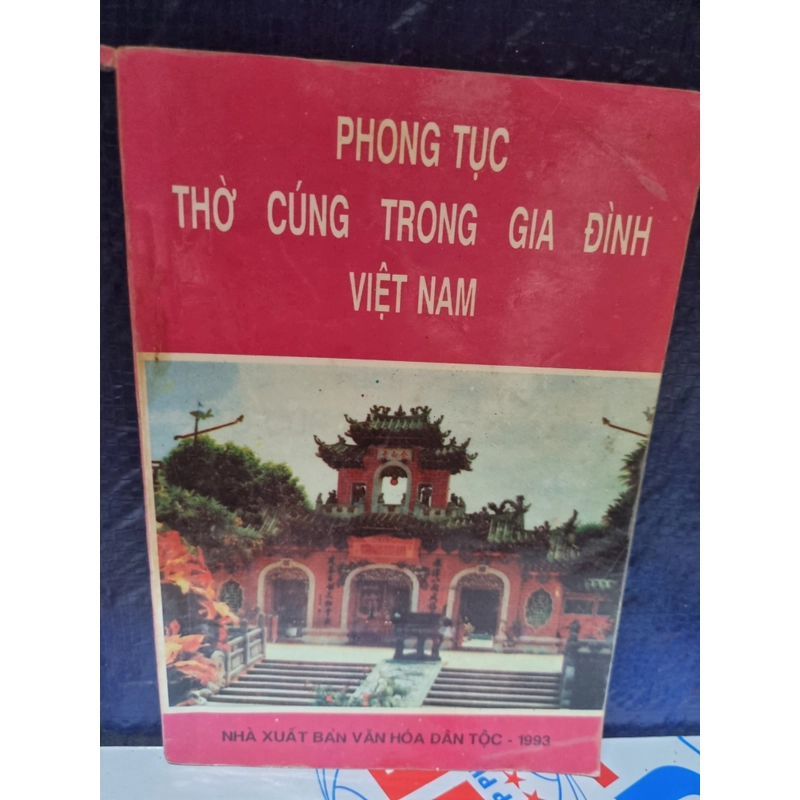 PHONG TỤC
THỜ CÚNG TRONG GIA ĐÌNH
VIỆT NAM
NHÀ XUẤT BẢN VĂN HÓA DÂN TỘC - 1993